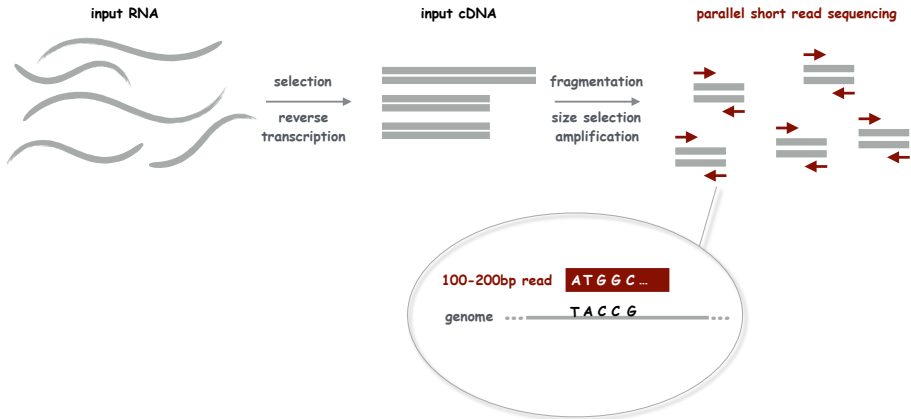 input RNA
input cDNA
parallel short read sequencing
selection
reverse
transcription
fragmentation
size selection
amplification
100-200bp read
A T G G C ...
genome
T A C C G